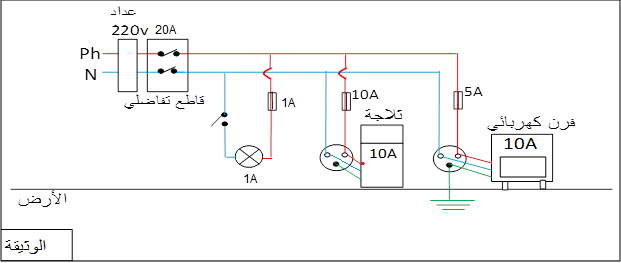 عداد
220v
20A
Ph
N
قاطع تفاضلي
1A
10A
5A
ثلاجة
فرن كهربائي
10A
10A
1A
الأرض
الوثيقة